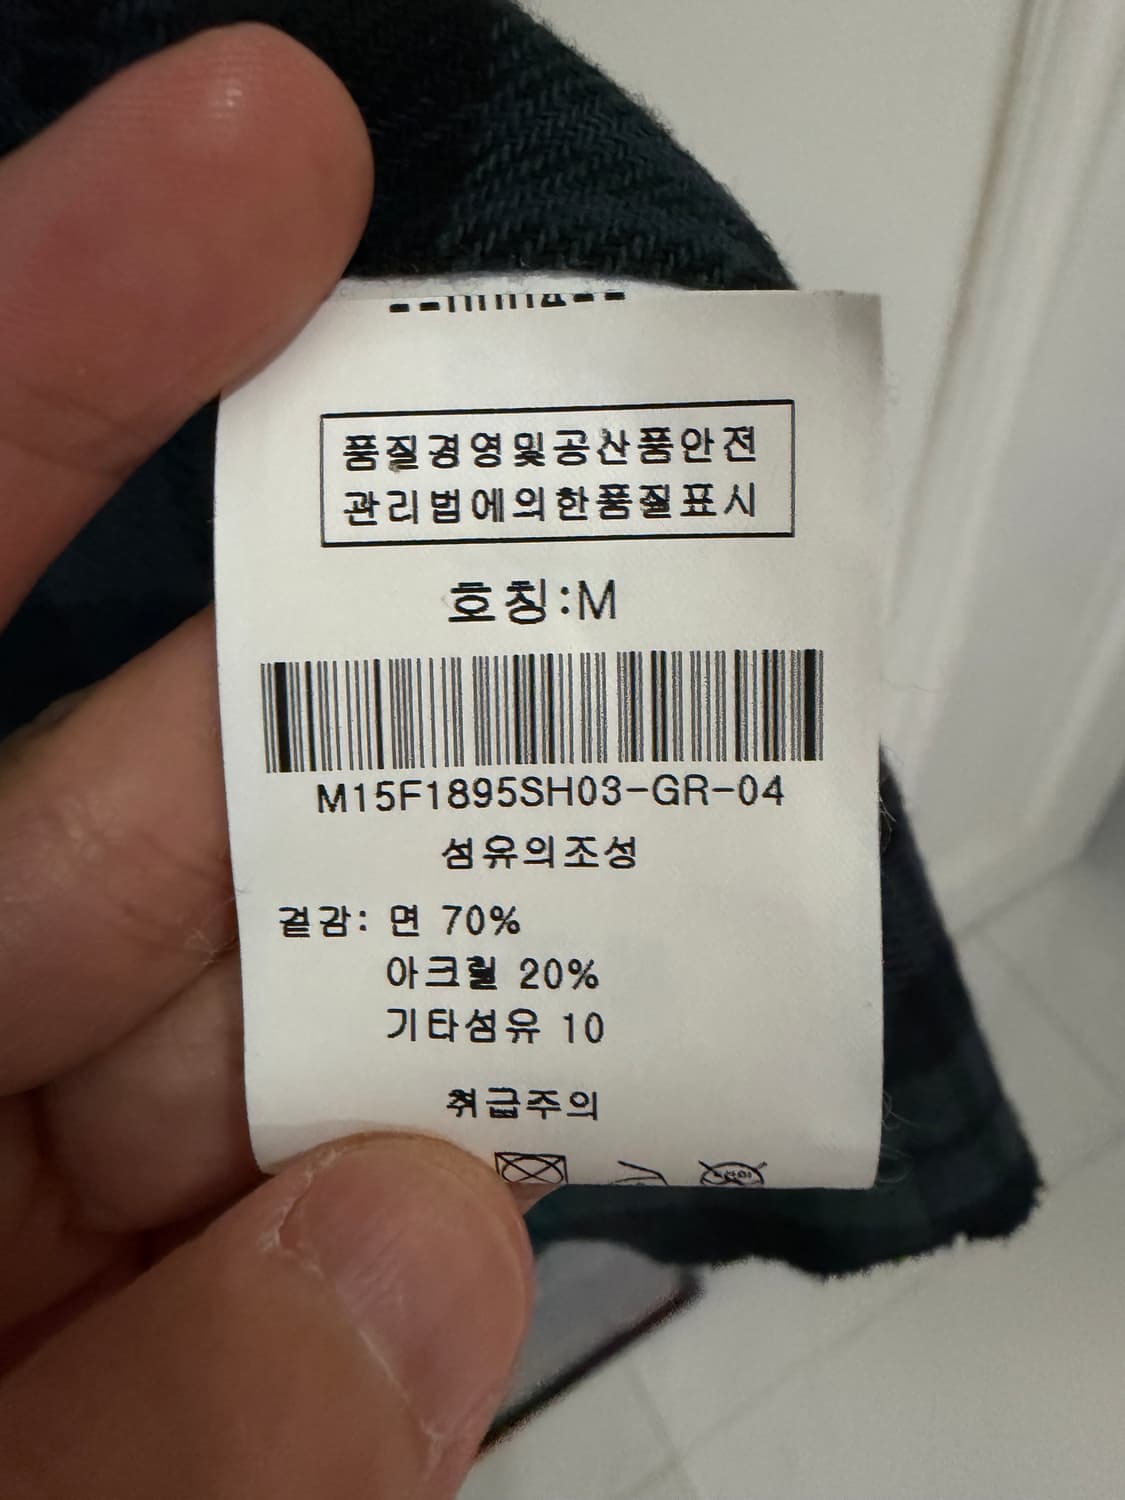 품질경영및공산품안전
관리법에의한품질표시
호칭:M
M15F1895SH03-GR-04
섬유의조성
겉감: 면 70%
아크릴 20%
기타섬유 10
취급주의